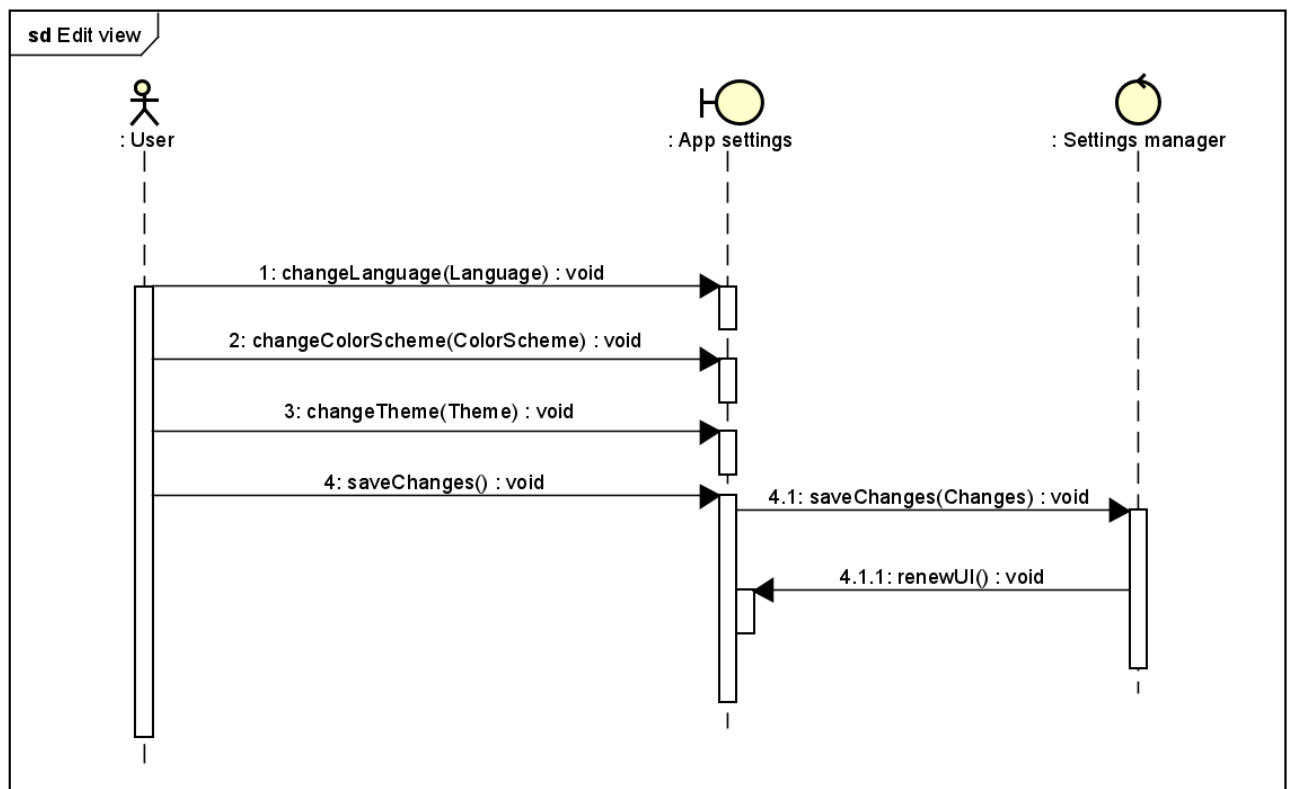 sd Edit view
: User
: App settings
: Settings manager
1: changeLanguage(Language) : void
2: changeColorScheme(ColorScheme) : void
3: changeTheme(Theme) : void
4: saveChanges() : void
4.1: saveChanges(Changes) : void
4.1.1: renewUI() : void